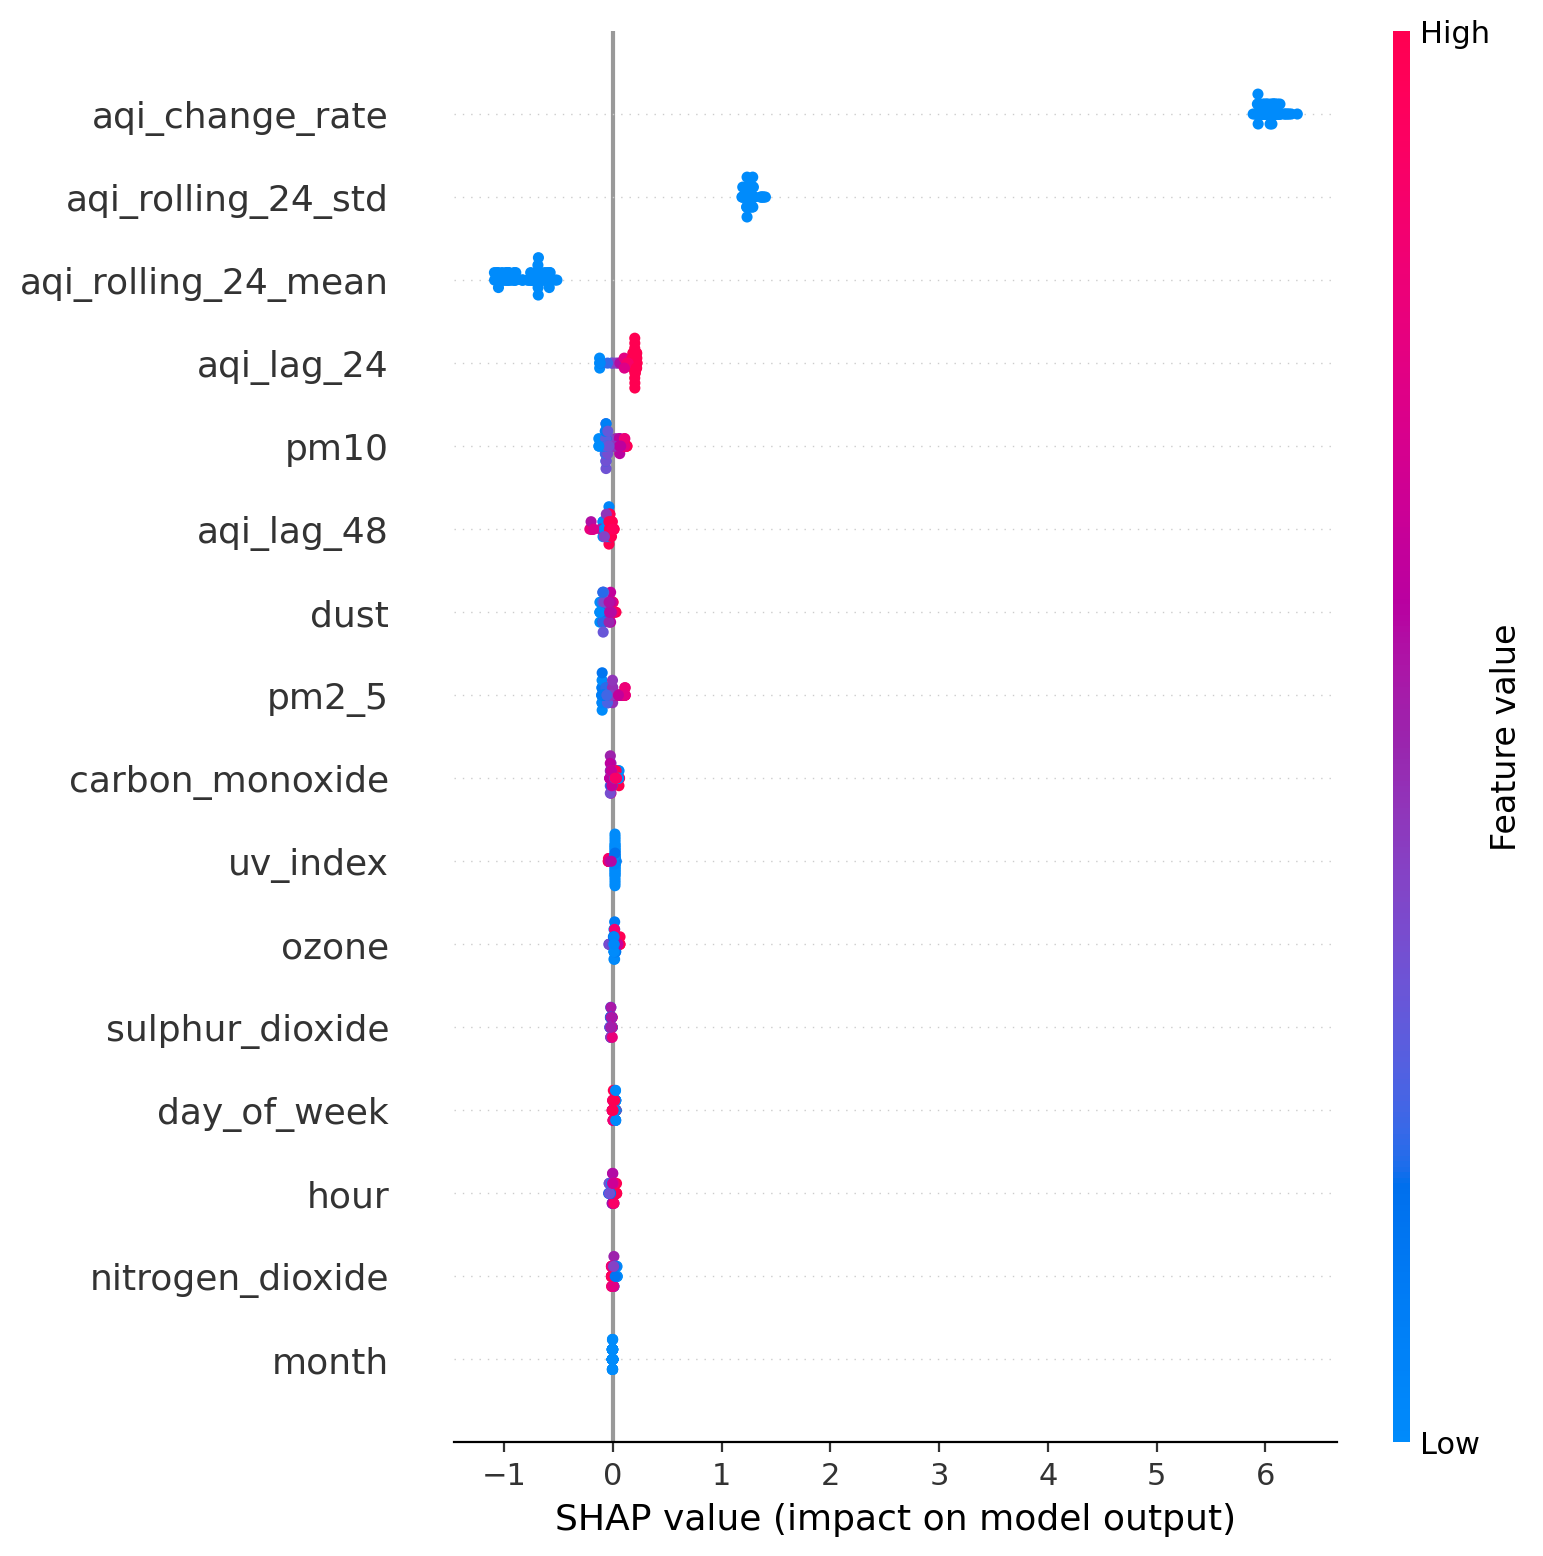 High
aqi_change_rate
aqi_rolling_24_std
aqi_rolling_24_mean
aqi_lag_24
pm10
aqi_lag_48
dust
pm2_5
carbon_monoxide
uv_index
ozone
sulphur_dioxide
day_of_week
hour
nitrogen_dioxide
month
Feature value
Low
−1 0 1 2 3 4 5 6
SHAP value (impact on model output)